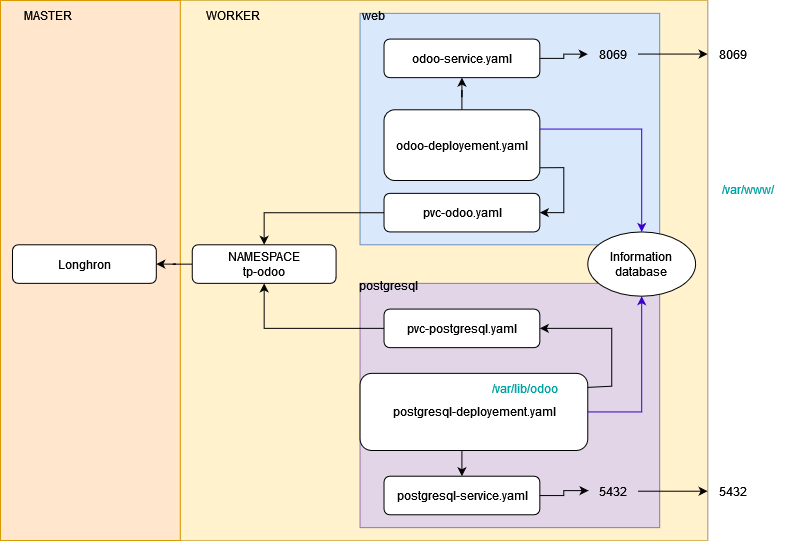 MASTER
WORKER
web
odoo-service.yaml
8069
8069
odoo-deployement.yaml
/var/www/
pvc-odoo.yaml
Longhron
NAMESPACE
tp-odoo
Information
database
postgresql
pvc-postgresql.yaml
/var/lib/odoo
postgresql-deployement.yaml
postgresql-service.yaml
5432
5432